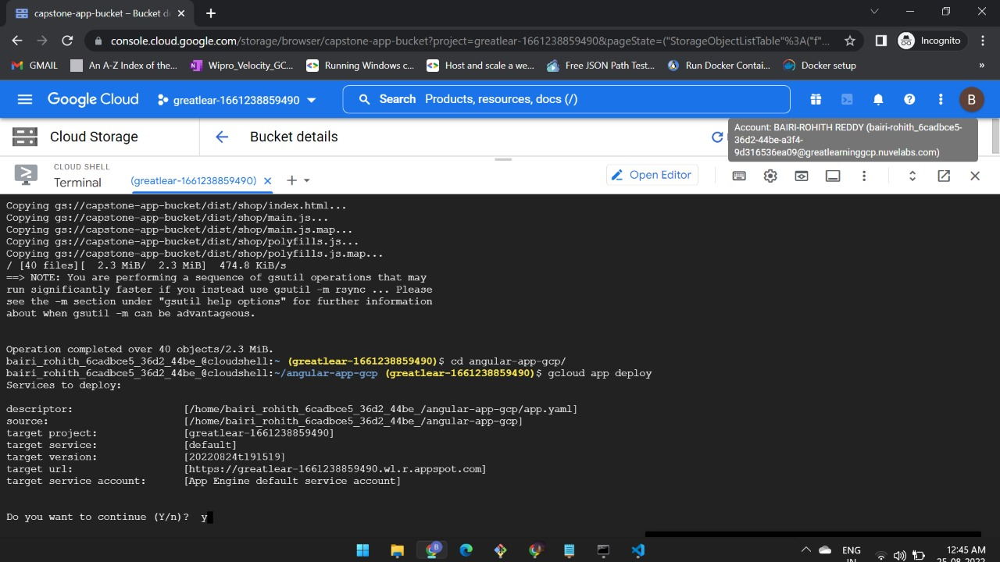 capstone-app-bucket – Bucket d
console.cloud.google.com/storage/browser/capstone-app-bucket?project=greatlear-1661238859490&pageState=("StorageObjectListTable"%3A("f"...
Incognito
GMAIL
An A-Z Index of the...
Wipro_Velocity_GC...
Running Windows c...
Host and scale a we...
Free JSON Path Test...
Run Docker Contai...
Docker setup
»
Google Cloud
greatlear-1661238859490
Search Products, resources, docs (/)
B
Cloud Storage
Bucket details
Account: BAIRI-ROHITH REDDY (bairi-rohith_6cadbce5-
36d2-44be-a3f4-
9d316536ea09@greatlearninggcp.nuvelabs.com)
CLOUD SHELL
Terminal
(greatlear-1661238859490)
Open Editor
Copying gs://capstone-app-bucket/dist/shop/index.html...
Copying gs://capstone-app-bucket/dist/shop/main.js...
Copying gs://capstone-app-bucket/dist/shop/main.js.map...
Copying gs://capstone-app-bucket/dist/shop/polyfills.js...
Copying gs://capstone-app-bucket/dist/shop/polyfills.js.map...
/ [40 files][  2.3 MiB/  2.3 MiB]  474.8 KiB/s
==> NOTE: You are performing a sequence of gsutil operations that may
run significantly faster if you instead use gsutil -m rsync ... Please
see the -m section under "gsutil help options" for further information
about when gsutil -m can be advantageous.
Operation completed over 40 objects/2.3 MiB.
bairi_rohith_6cadbce5_36d2_44be_@cloudshell:~ (greatlear-1661238859490)$ cd angular-app-gcp/
bairi_rohith_6cadbce5_36d2_44be_@cloudshell:~/angular-app-gcp (greatlear-1661238859490)$ gcloud app deploy
Services to deploy:
descriptor: [/home/bairi_rohith_6cadbce5_36d2_44be_/angular-app-gcp/app.yaml]
source: [/home/bairi_rohith_6cadbce5_36d2_44be_/angular-app-gcp]
target project: [greatlear-1661238859490]
target service: [default]
target version: [20220824t191519]
target url: [https://greatlear-1661238859490.wl.r.appspot.com]
target service account: [App Engine default service account]
Do you want to continue (Y/n)? y
ENG
IN
12:45 AM
25-08-2022